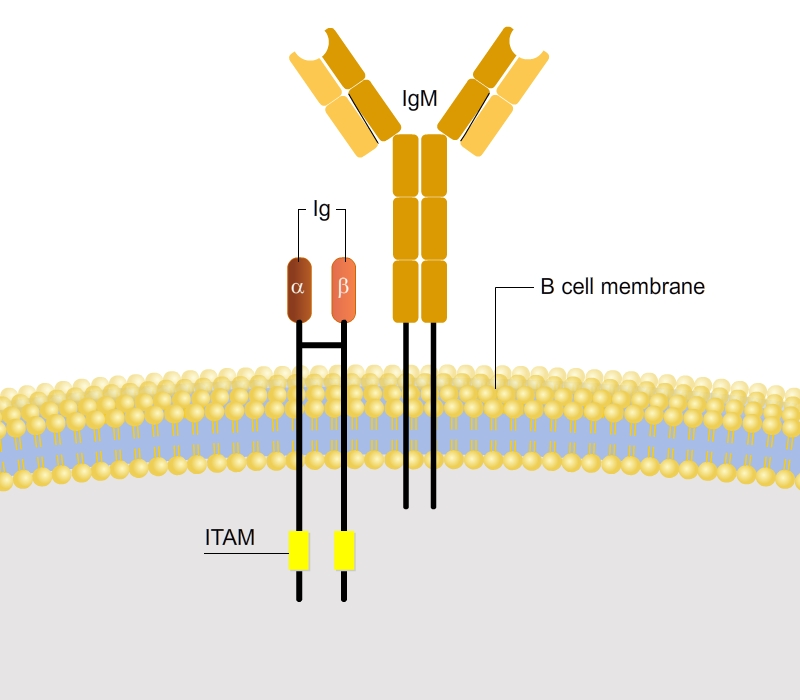 IgM
Ig
α
β
B cell membrane
ITAM